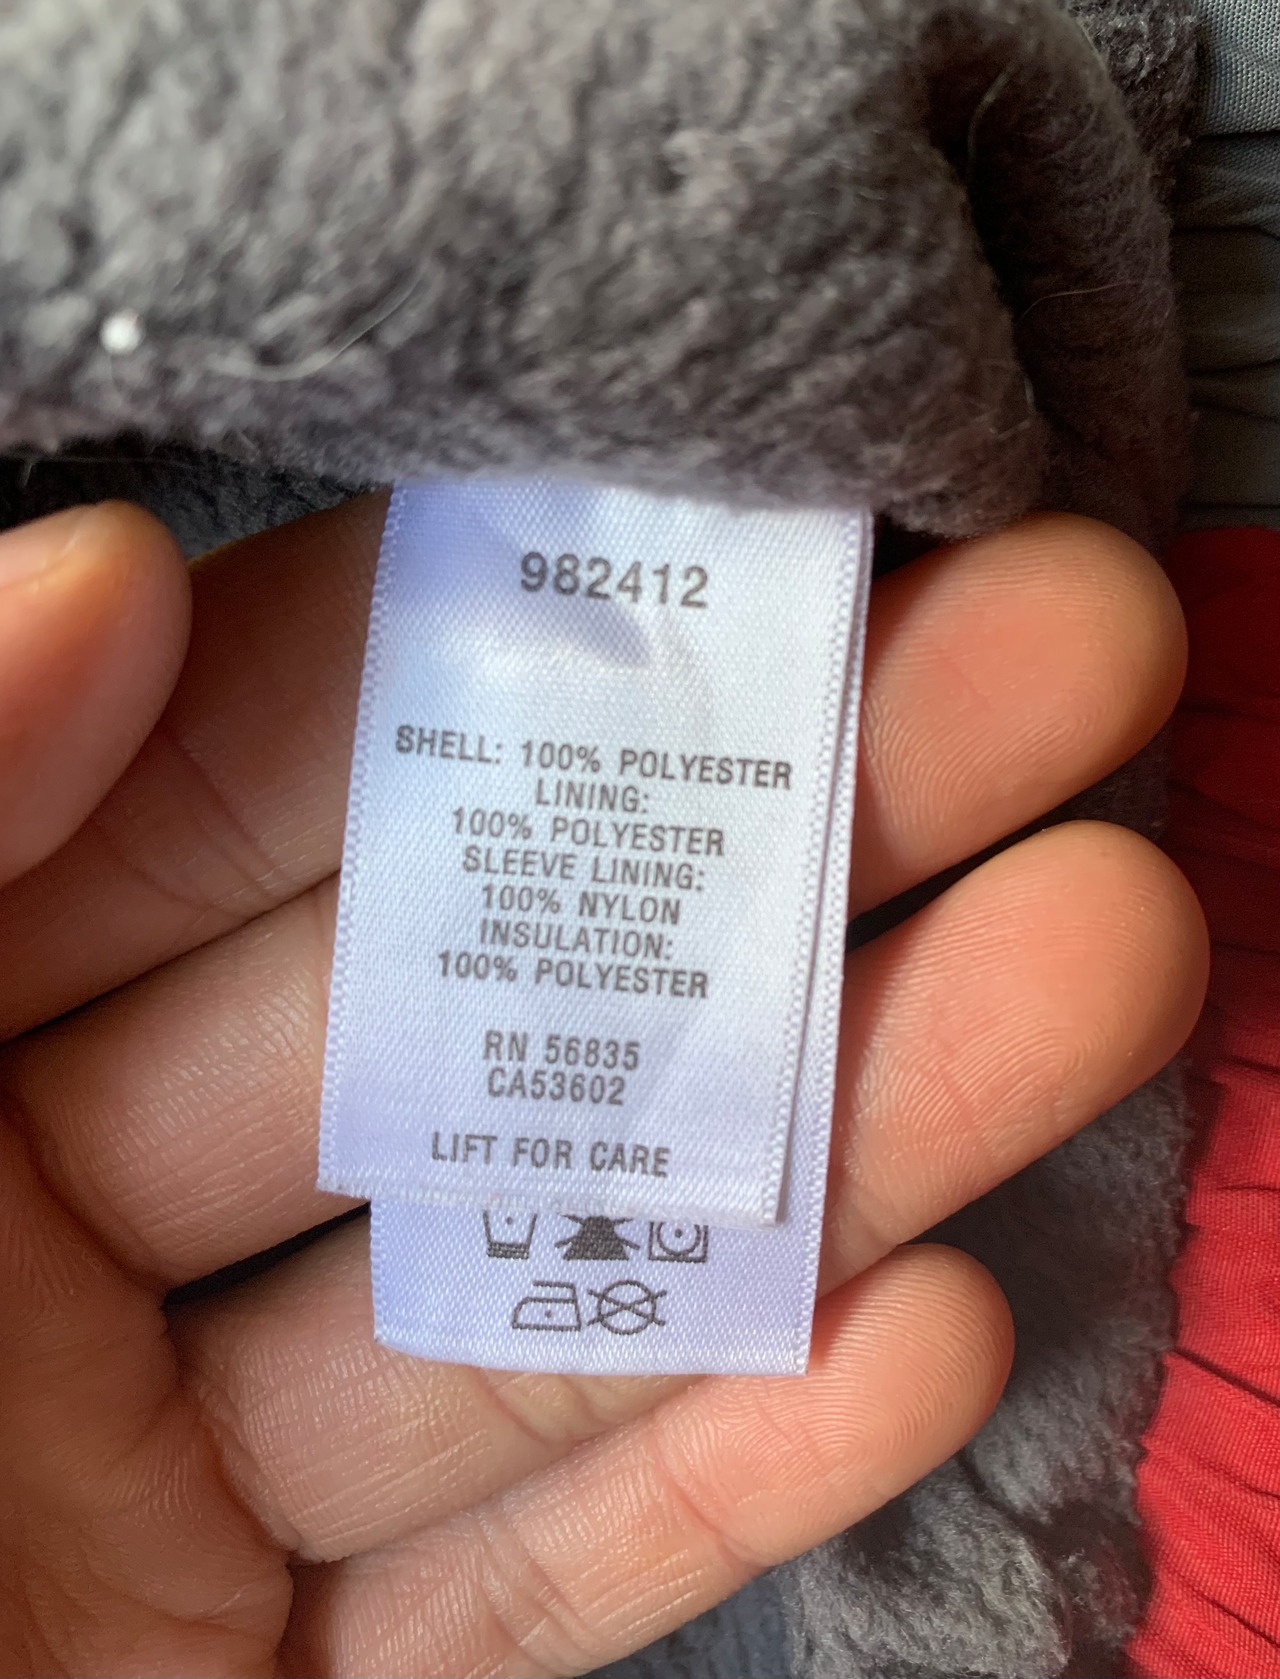 982412
SHELL: 100% POLYESTER
LINING:
100% POLYESTER
SLEEVE LINING:
100% NYLON
INSULATION:
100% POLYESTER
RN 56835
CA53602
LIFT FOR CARE